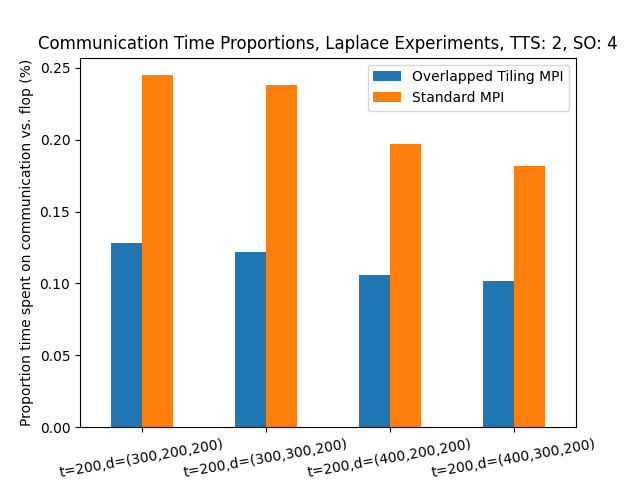 Communication Time Proportions, Laplace Experiments, TTS: 2, SO: 4
Proportion time spent on communication vs. flop (%)
0.25
0.20
0.15
0.10
0.05
0.00
Overlapped Tiling MPI
Standard MPI
t=200,d=(300,200,200)
t=200,d=(300,300,200)
t=200,d=(400,200,200)
t=200,d=(400,300,200)